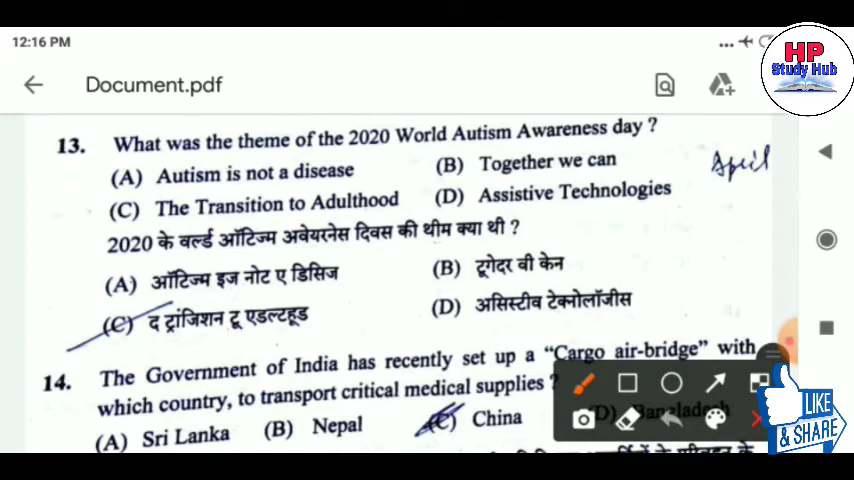 12:16 PM
HP
Study Hub
Document.pdf
13. What was the theme of the 2020 World Autism Awareness day ?
(A) Autism is not a disease (B) Together we can
April
(C) The Transition to Adulthood (D) Assistive Technologies
2020 के वर्ल्ड ऑटिज्म अवेयरनेस दिवस की थीम क्या थी ?
(A) ऑटिज्म इज नोट ए डिसिज (B) टूगेदर वी केन
(C) द ट्रांजिशन टू एडल्टहूड (D) असिस्टीव टेक्नोलॉजीस
14. The Government of India has recently set up a “Cargo air-bridge” with
which country, to transport critical medical supplies ?
(A) Sri Lanka (B) Nepal (C) China (D) Bangladesh
LIKE
& SHARE